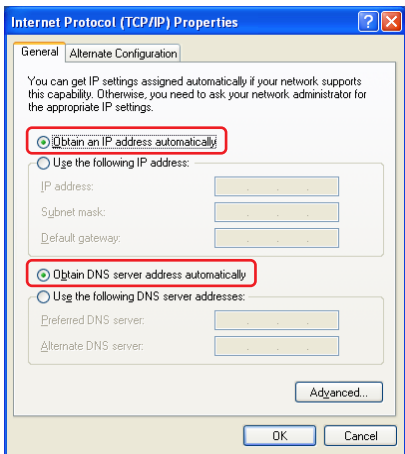 Internet Protocol (TCP/IP) Properties
General
Alternate Configuration
You can get IP settings assigned automatically if your network supports
this capability. Otherwise, you need to ask your network administrator for
the appropriate IP settings.
Obtain an IP address automatically
Use the following IP address:
IP address:
Subnet mask:
Default gateway:
Obtain DNS server address automatically
Use the following DNS server addresses:
Preferred DNS server:
Alternate DNS server:
Advanced...
OK
Cancel